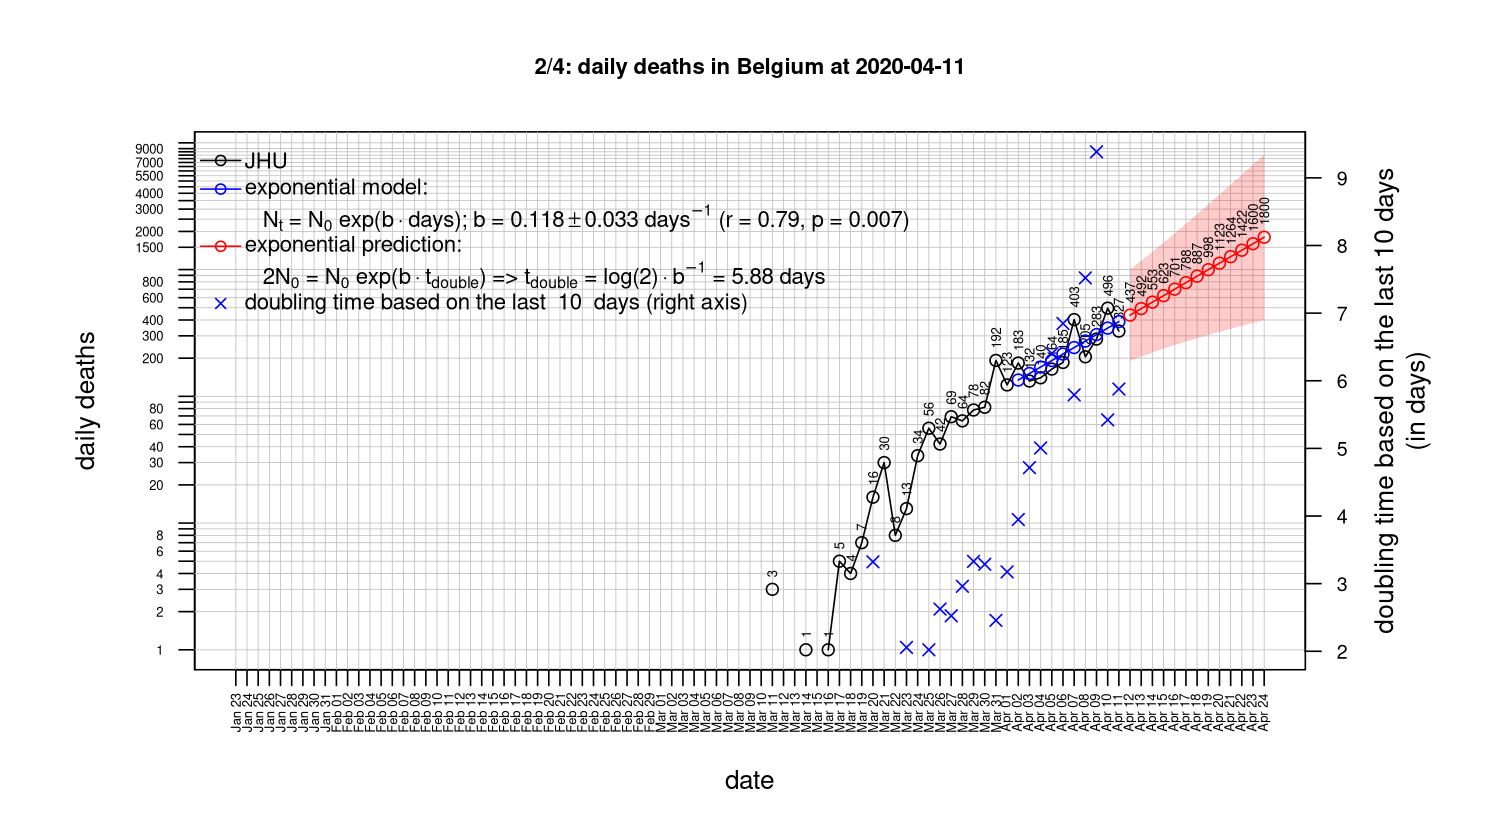 2/4: daily deaths in Belgium at 2020-04-11
JHU
exponential model:
Nt = N0 exp(b · days); b = 0.118 ± 0.033 days−1 (r = 0.79, p = 0.007)
exponential prediction:
2N0 = N0 exp(b · tdouble) => tdouble = log(2) · b−1 = 5.88 days
doubling time based on the last 10 days (right axis)
daily deaths
9000
7000
5500
4000
3000
2000
1500
800
600
400
300
200
80
60
40
30
20
8
6
4
3
2
1
3
1
1
5
4
7
16
30
8
13
34
56
42
69
64
78
82
192
123
183
132
140
164
185
403
205
283
496
327
437
492
553
623
701
788
887
998
1123
1264
1422
1600
1800
9
8
7
6
5
4
3
2
doubling time based on the last 10 days
(in days)
Jan 23
Jan 24
Jan 25
Jan 26
Jan 27
Jan 28
Jan 29
Jan 30
Jan 31
Feb 01
Feb 02
Feb 03
Feb 04
Feb 05
Feb 06
Feb 07
Feb 08
Feb 09
Feb 10
Feb 11
Feb 12
Feb 13
Feb 14
Feb 15
Feb 16
Feb 17
Feb 18
Feb 19
Feb 20
Feb 21
Feb 22
Feb 23
Feb 24
Feb 25
Feb 26
Feb 27
Feb 28
Feb 29
Mar 01
Mar 02
Mar 03
Mar 04
Mar 05
Mar 06
Mar 07
Mar 08
Mar 09
Mar 10
Mar 11
Mar 12
Mar 13
Mar 14
Mar 15
Mar 16
Mar 17
Mar 18
Mar 19
Mar 20
Mar 21
Mar 22
Mar 23
Mar 24
Mar 25
Mar 26
Mar 27
Mar 28
Mar 29
Mar 30
Mar 31
Apr 01
Apr 02
Apr 03
Apr 04
Apr 05
Apr 06
Apr 07
Apr 08
Apr 09
Apr 10
Apr 11
Apr 12
Apr 13
Apr 14
Apr 15
Apr 16
Apr 17
Apr 18
Apr 19
Apr 20
Apr 21
Apr 22
Apr 23
Apr 24
date